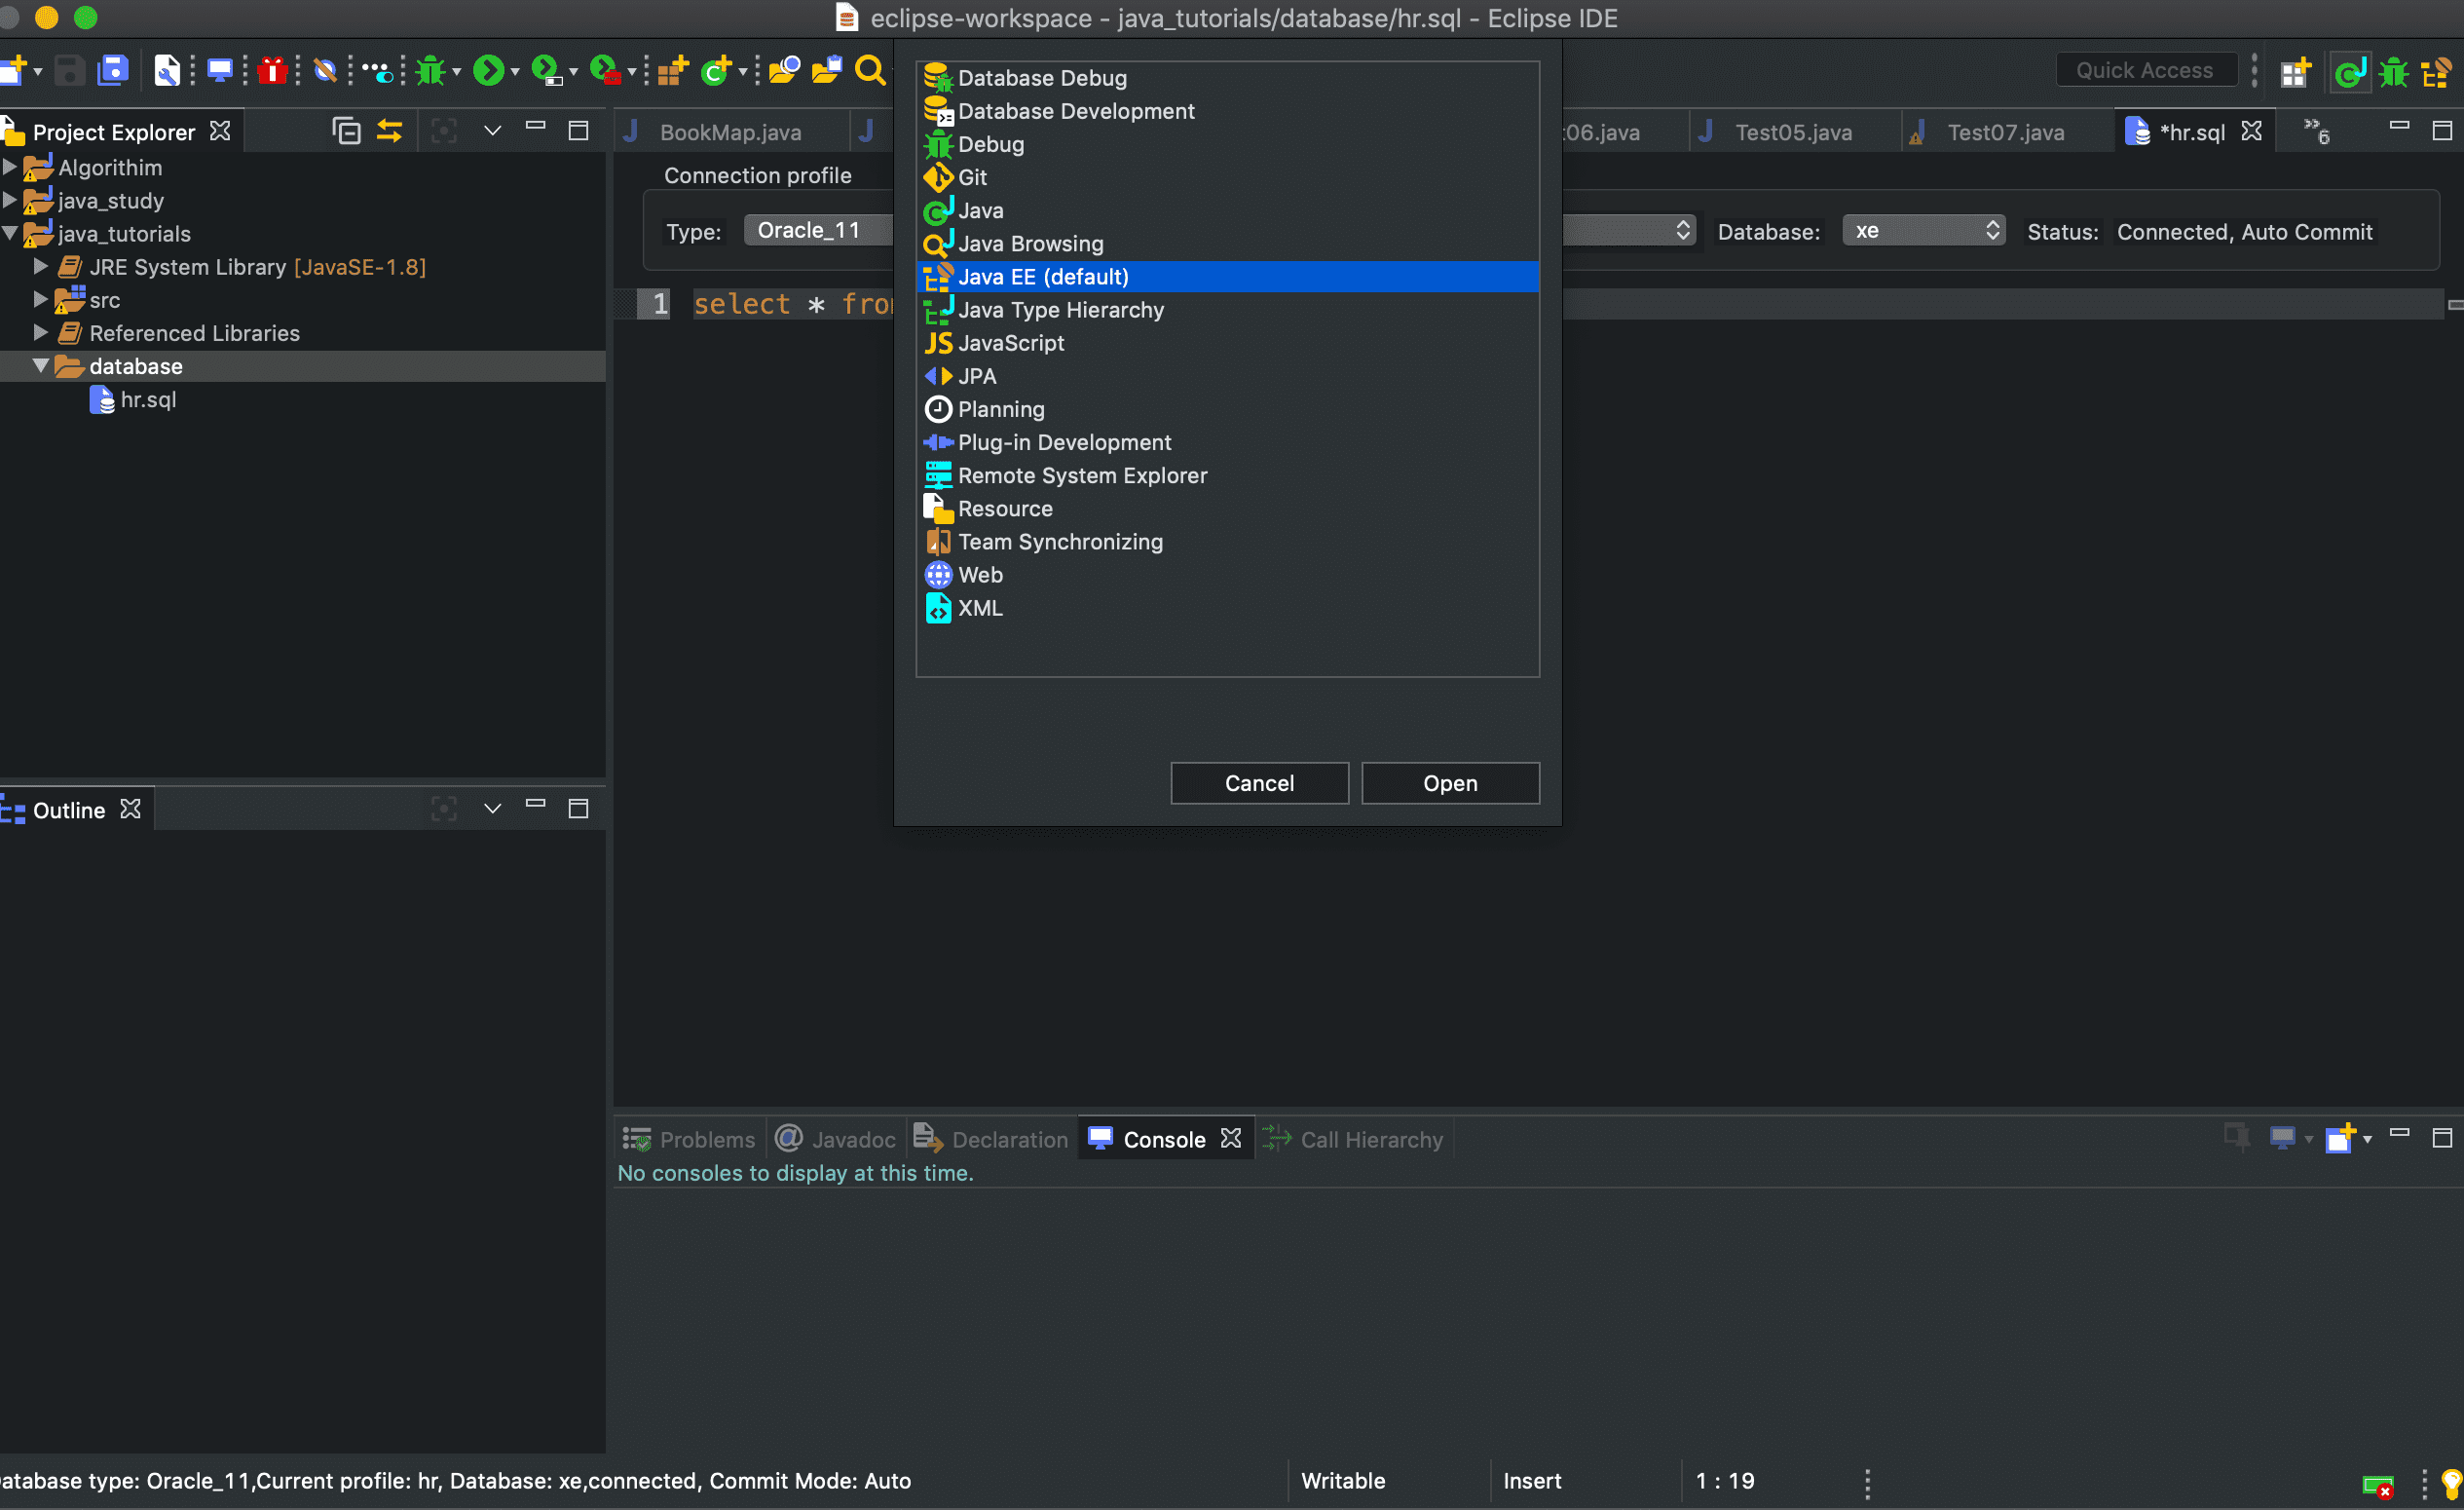 eclipse-workspace - java_tutorials/database/hr.sql - Eclipse IDE
Quick Access
Project Explorer
Algorithim
java_study
java_tutorials
JRE System Library [JavaSE-1.8]
src
Referenced Libraries
database
hr.sql
Outline
BookMap.java
t06.java
Test05.java
Test07.java
*hr.sql
6
Connection profile
Type: Oracle_11
Database: xe
Status: Connected, Auto Commit
1 select * from
Database Debug
Database Development
Debug
Git
Java
Java Browsing
Java EE (default)
Java Type Hierarchy
JavaScript
JPA
Planning
Plug-in Development
Remote System Explorer
Resource
Team Synchronizing
Web
XML
Cancel
Open
Problems
Javadoc
Declaration
Console
Call Hierarchy
No consoles to display at this time.
atabase type: Oracle_11,Current profile: hr, Database: xe,connected, Commit Mode: Auto
Writable
Insert
1 : 19